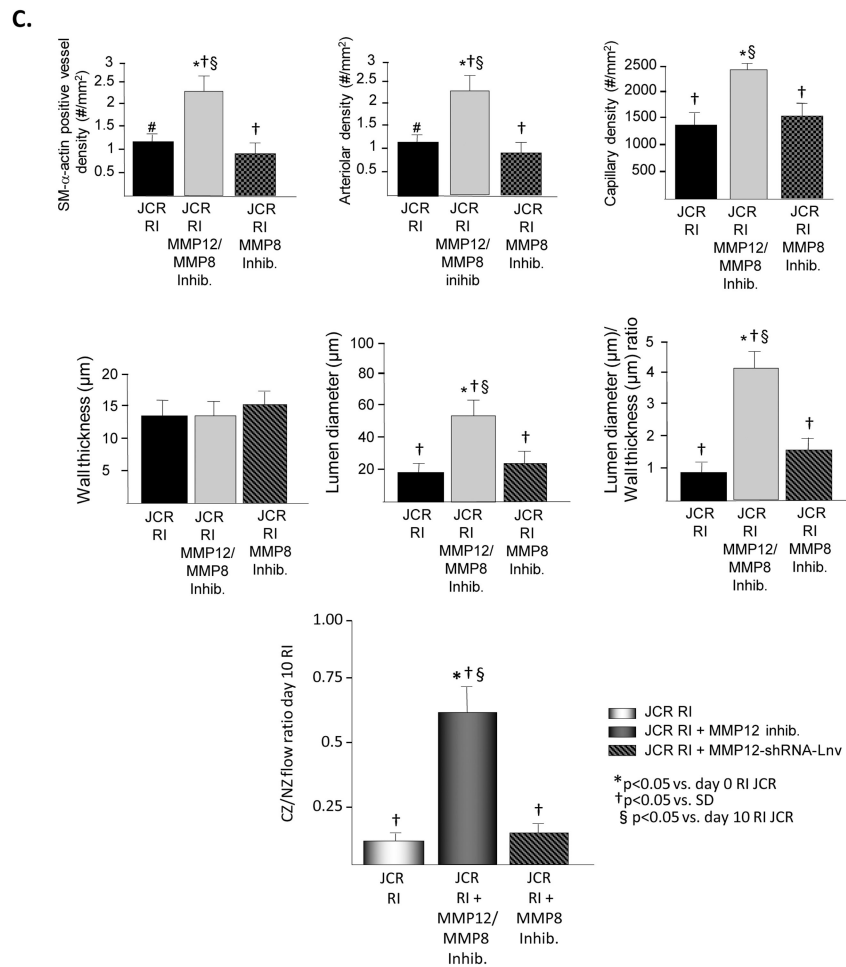 C.
SM-α-actin positive vessel
density (#/mm²)
3
2.5
2
1.5
1
0.5
#
*†§
†
JCR
RI
JCR
RI
MMP12/
MMP8
Inhib.
JCR
RI
MMP8
Inhib.
Arteriolar density (#/mm²)
3
2.5
2
1.5
1
0.5
#
*†§
†
JCR
RI
JCR
RI
MMP12/
MMP8
inihib
JCR
RI
MMP8
Inhib.
Capillary density (#/mm²)
2500
2000
1500
1000
500
†
*§
†
JCR
RI
JCR
RI
MMP12/
MMP8
Inhib.
JCR
RI
MMP8
Inhib.
Wall thickness (µm)
20
15
10
5
JCR
RI
JCR
RI
MMP12/
MMP8
Inhib.
JCR
RI
MMP8
Inhib.
Lumen diameter (µm)
100
80
60
40
20
†
*†§
†
JCR
RI
JCR
RI
MMP12/
MMP8
Inhib.
JCR
RI
MMP8
Inhib.
Lumen diameter (µm)/
Wall thickness (µm) ratio
5
4
3
2
1
†
*†§
†
JCR
RI
JCR
RI
MMP12/
MMP8
Inhib.
JCR
RI
MMP8
Inhib.
CZ/NZ flow ratio day 10 RI
1.00
0.75
0.5
0.25
†
*†§
†
JCR
RI
JCR
RI +
MMP12/
MMP8
Inhib.
JCR
RI +
MMP8
Inhib.
JCR RI
JCR RI + MMP12 inhib.
JCR RI + MMP12-shRNA-Lnv
*p<0.05 vs. day 0 RI JCR
†p<0.05 vs. SD
§ p<0.05 vs. day 10 RI JCR